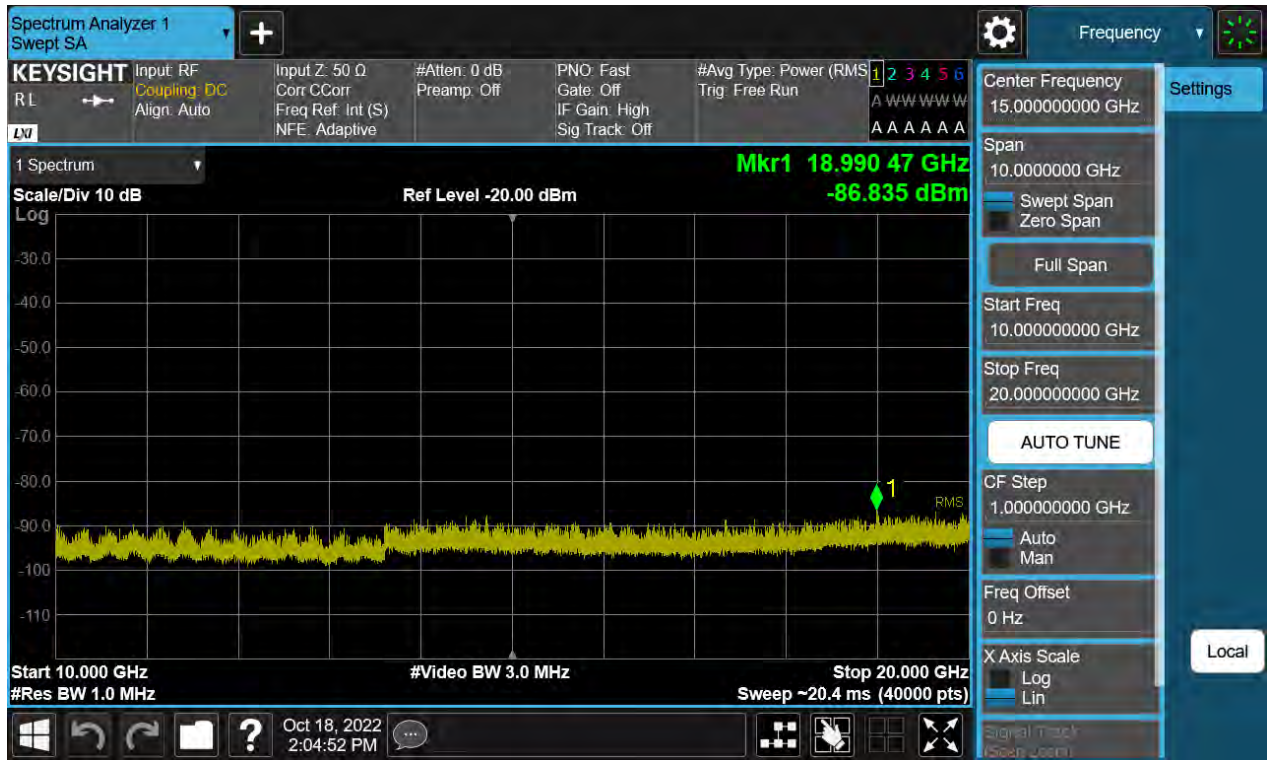 Spectrum Analyzer 1
Swept SA
Frequency
KEYSIGHT
RL
LXI
Input: RF
Coupling: DC
Align: Auto
Input Z: 50 Ω
Corr CCorr
Freq Ref: Int (S)
NFE: Adaptive
#Atten: 0 dB
Preamp: Off
PNO: Fast
Gate: Off
IF Gain: High
Sig Track: Off
#Avg Type: Power (RMS
Trig: Free Run
1 2 3 4 5 6
A W W W W W
A A A A A A
1 Spectrum
Scale/Div 10 dB
Log
Ref Level -20.00 dBm
Mkr1 18.990 47 GHz
-86.835 dBm
-30.0
-40.0
-50.0
-60.0
-70.0
-80.0
-90.0
-100
-110
1
RMS
Start 10.000 GHz
#Res BW 1.0 MHz
#Video BW 3.0 MHz
Stop 20.000 GHz
Sweep ~20.4 ms (40000 pts)
Center Frequency
15.000000000 GHz
Span
10.0000000 GHz
Swept Span
Zero Span
Full Span
Start Freq
10.000000000 GHz
Stop Freq
20.000000000 GHz
AUTO TUNE
CF Step
1.000000000 GHz
Auto
Man
Freq Offset
0 Hz
X Axis Scale
Log
Lin
Signal Track
(Span Zoom)
Settings
Local
?
Oct 18, 2022
2:04:52 PM